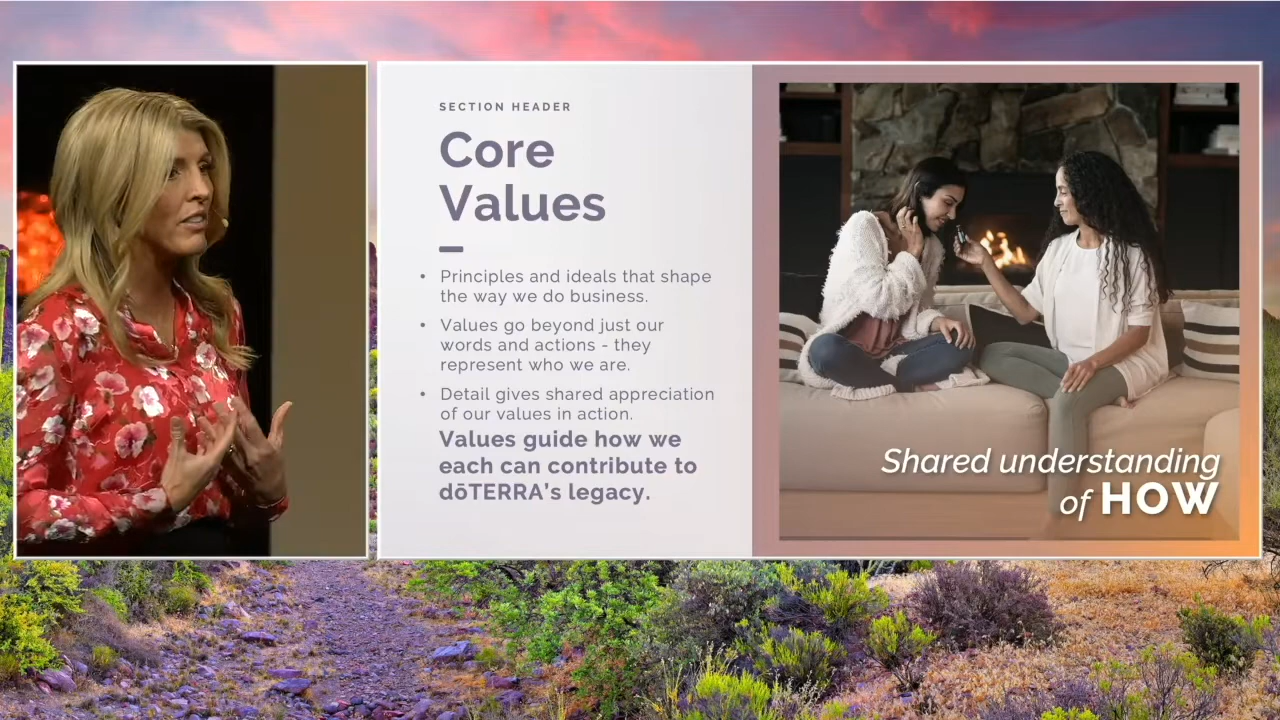 SECTION HEADER
Core
Values
• Principles and ideals that shape
the way we do business.
• Values go beyond just our
words and actions - they
represent who we are.
• Detail gives shared appreciation
of our values in action.
Values guide how we
each can contribute to
dōTERRA's legacy.
Shared understanding
of HOW